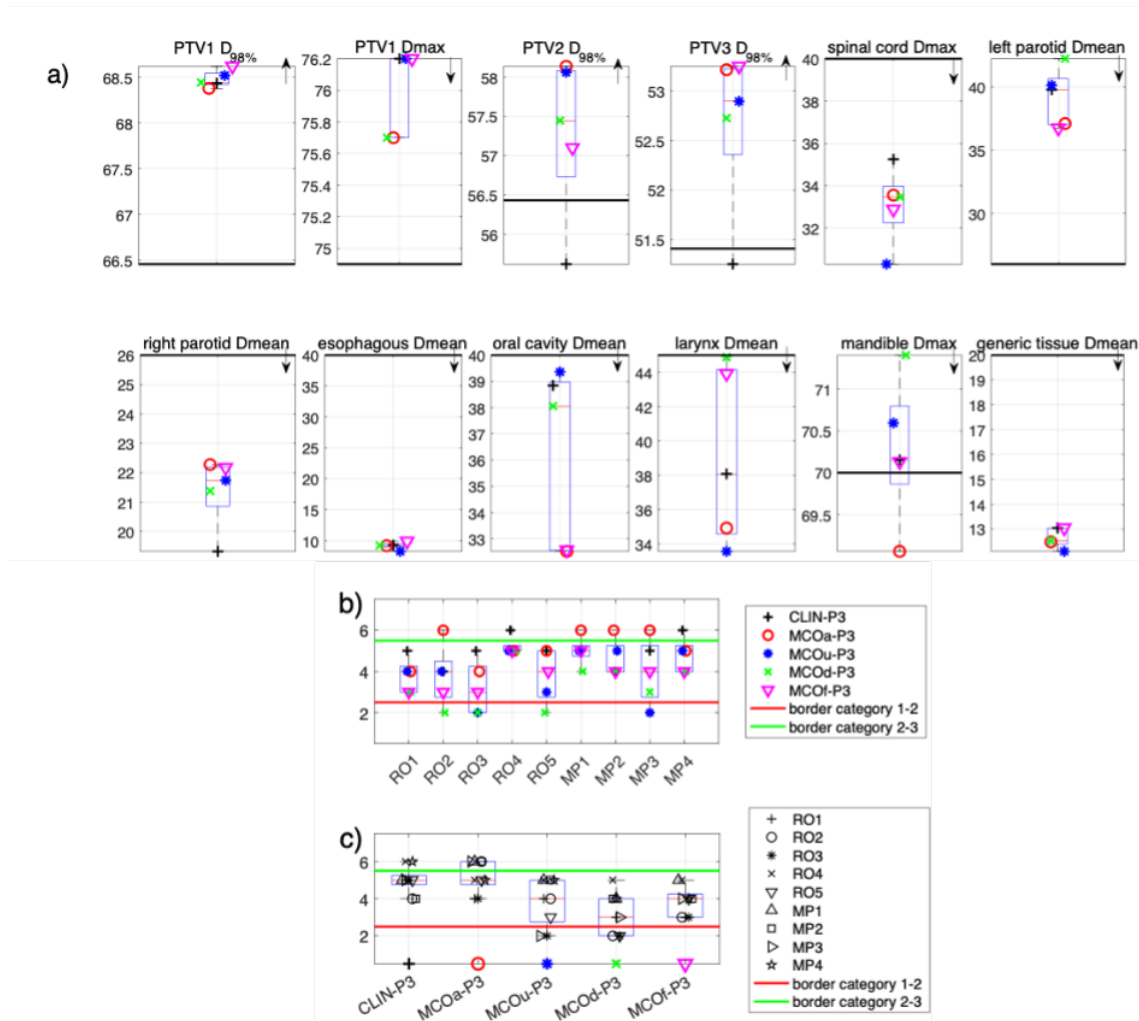 a)
PTV1 D98%
68.5
68
67.5
67
66.5
PTV1 Dmax
76.2
76
75.8
75.6
75.4
75.2
75
PTV2 D98%
58
57.5
57
56.5
56
PTV3 D98%
53
52.5
52
51.5
spinal cord Dmax
40
38
36
34
32
left parotid Dmean
40
35
30
right parotid Dmean
26
25
24
23
22
21
20
esophagous Dmean
40
35
30
25
20
15
10
oral cavity Dmean
40
39
38
37
36
35
34
33
larynx Dmean
44
42
40
38
36
34
mandible Dmax
71
70.5
70
69.5
generic tissue Dmean
20
19
18
17
16
15
14
13
b)
6
4
2
RO1 RO2 RO3 RO4 RO5 MP1 MP2 MP3 MP4
CLIN-P3
MCOa-P3
MCOu-P3
MCOd-P3
MCOf-P3
border category 1-2
border category 2-3
c)
6
4
2
CLIN-P3 MCOa-P3 MCOu-P3 MCOd-P3 MCOf-P3
RO1
RO2
RO3
RO4
RO5
MP1
MP2
MP3
MP4
border category 1-2
border category 2-3